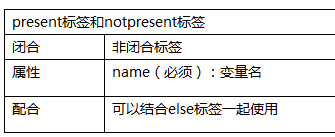 present标签和notpresent标签
闭合 非闭合标签
属性 name（必须）：变量名
配合 可以结合else标签一起使用